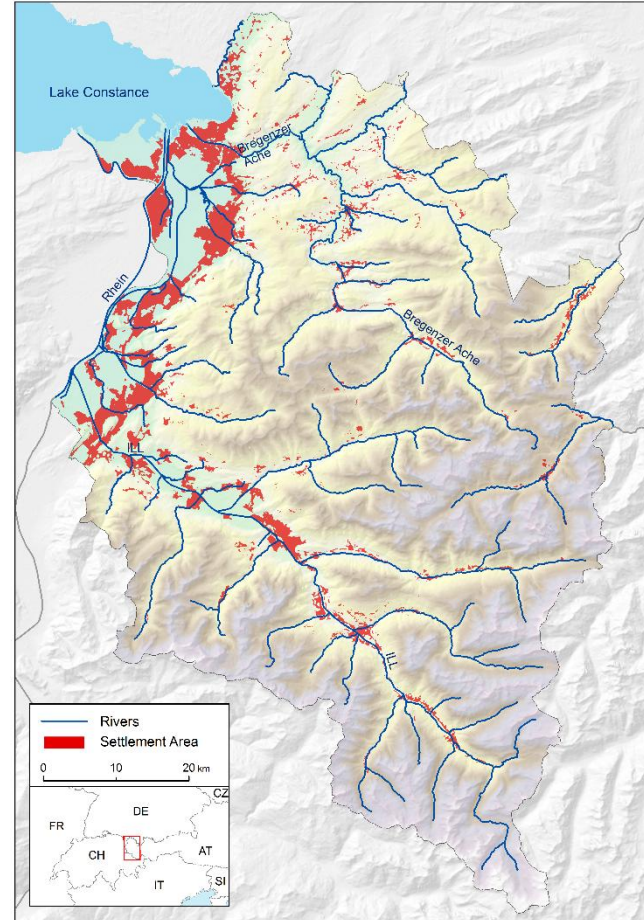 Lake Constance
Bregenzer
Ache
Rhein
Bregenzer Ache
ILL
ILL
Rivers
Settlement Area
0 10 20 km
CZ
DE
FR
CH
AT
IT
SI